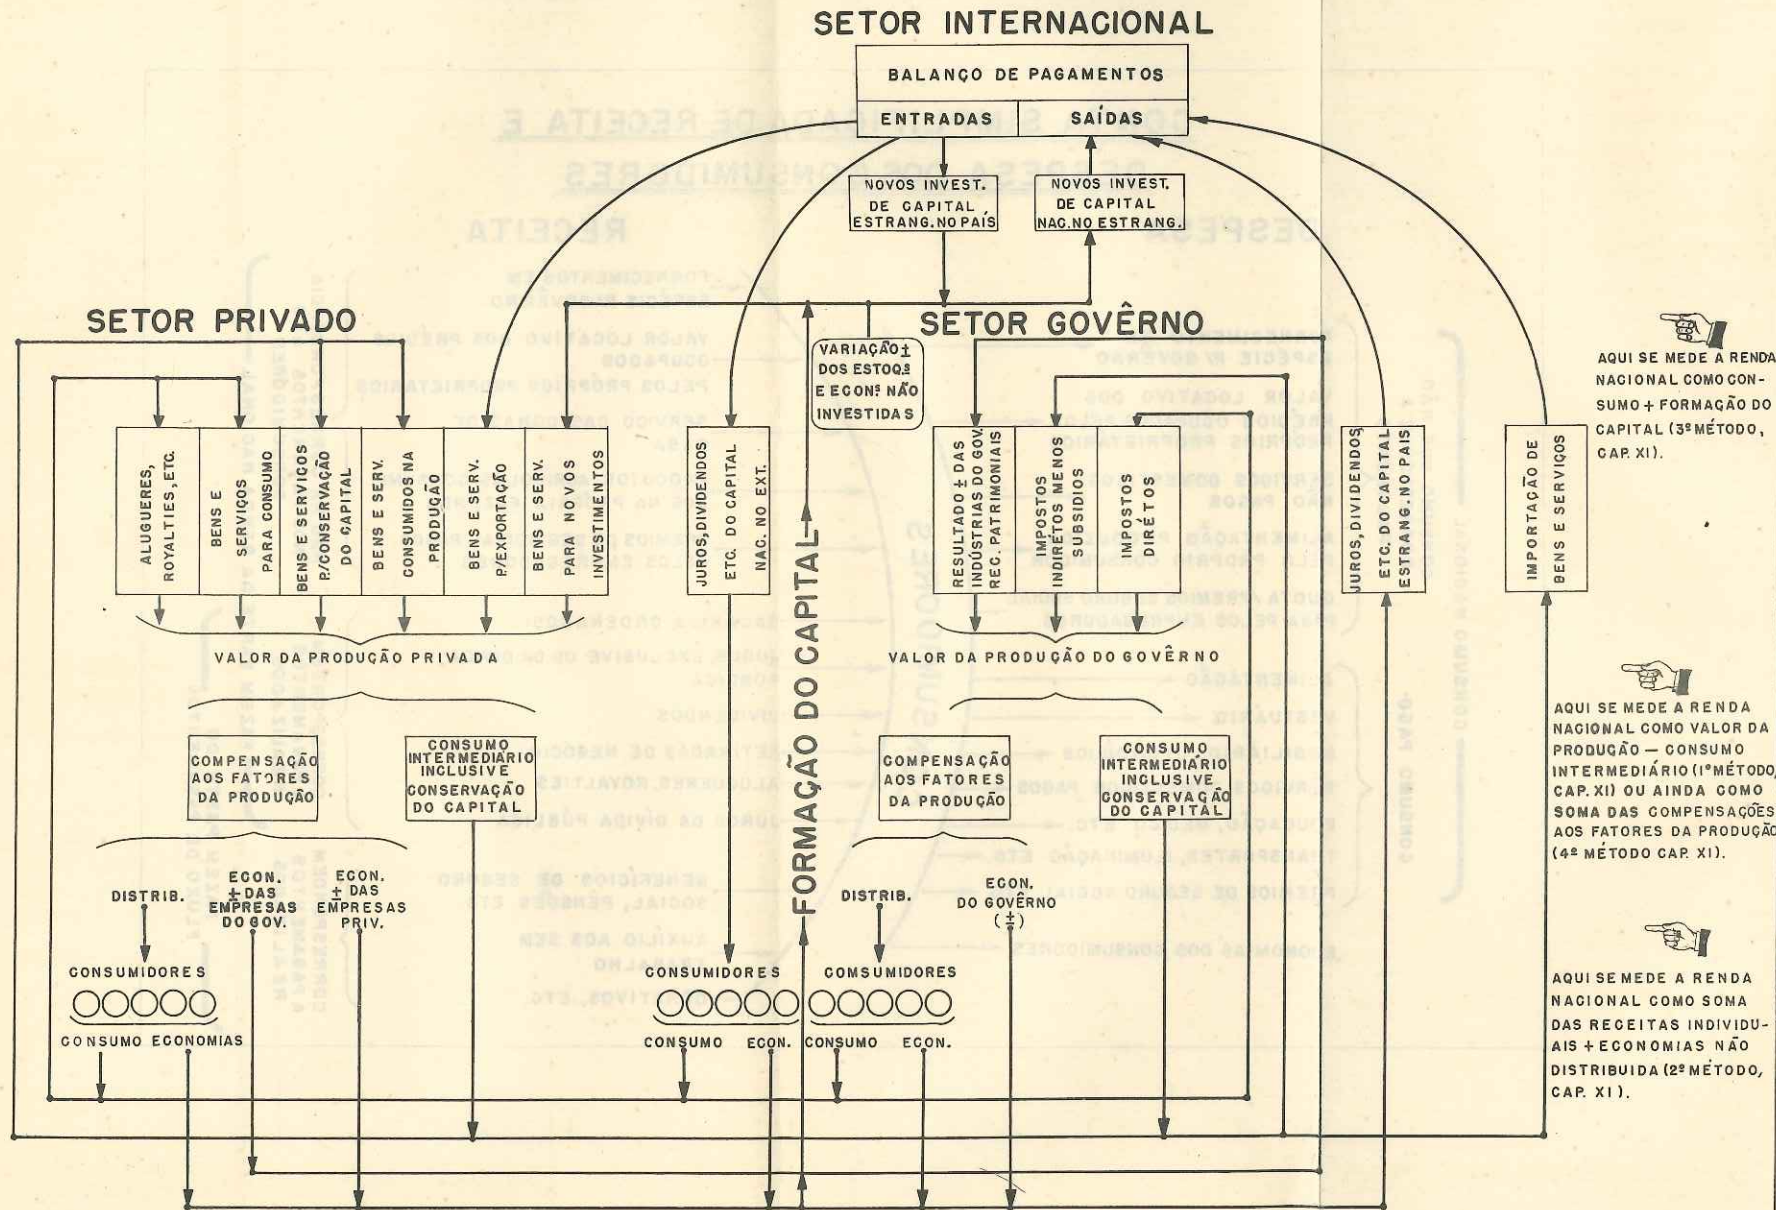 SETOR INTERNACIONAL
BALANÇO DE PAGAMENTOS
ENTRADAS
SAÍDAS
NOVOS INVEST.
DE CAPITAL
ESTRANG. NO PAÍS
NOVOS INVEST.
DE CAPITAL
NAC. NO ESTRANG.
SETOR PRIVADO
VARIAÇÃO ±
DOS ESTOQ.S
E ECON.S NÃO
INVESTIDAS
SETOR GOVÊRNO
ALUGUERES,
ROYALTIES, ETC.
BENS E
SERVIÇOS
PARA CONSUMO
BENS E SERVIÇOS
P/CONSERVAÇÃO
DO CAPITAL
BENS E SERV.
CONSUMIDOS NA
PRODUÇÃO
BENS E SERV.
P/EXPORTAÇÃO
BENS E SERV.
PARA NOVOS
INVESTIMENTOS
JUROS, DIVIDENDOS
ETC. DO CAPITAL
NAC. NO EXT.
RESULTADO ± DAS
INDÚSTRIAS DO GOV.
REC. PATRIMONIAIS
IMPOSTOS
INDIRÉTOS MENOS
SUBSIDIOS
IMPOSTOS
DIRÉTOS
JUROS, DIVIDENDOS,
ETC. DO CAPITAL
ESTRANG. NO PAIS
IMPORTAÇÃO DE
BENS E SERVIÇOS
VALOR DA PRODUÇÃO PRIVADA
VALOR DA PRODUÇÃO DO GOVÊRNO
FORMAÇÃO DO CAPITAL
COMPENSAÇÃO
AOS FATORES
DA PRODUÇÃO
CONSUMO
INTERMEDIÁRIO
INCLUSIVE
CONSERVAÇÃO
DO CAPITAL
COMPENSAÇÃO
AOS FATORES
DA PRODUÇÃO
CONSUMO
INTERMEDIÁRIO
INCLUSIVE
CONSERVAÇÃO
DO CAPITAL
DISTRIB.
ECON.
± DAS
EMPRESAS
DO GOV.
ECON.
± DAS
EMPRESAS
PRIV.
DISTRIB.
ECON.
DO GOVÊRNO
(±)
CONSUMIDORES
CONSUMO ECONOMIAS
CONSUMIDORES
CONSUMO ECON.
COMSUMIDORES
CONSUMO ECON.
AQUI SE MEDE A RENDA
NACIONAL COMO CON-
SUMO + FORMAÇÃO DO
CAPITAL (3º MÉTODO,
CAP. XI).
AQUI SE MEDE A RENDA
NACIONAL COMO VALOR DA
PRODUÇÃO — CONSUMO
INTERMEDIÁRIO (1º MÉTODO,
CAP. XI) OU AINDA COMO
SOMA DAS COMPENSAÇÕES
AOS FATORES DA PRODUÇÃO
(4º MÉTODO CAP. XI).
AQUI SE MEDE A RENDA
NACIONAL COMO SOMA
DAS RECEITAS INDIVIDU-
AIS + ECONOMIAS NÃO
DISTRIBUIDA (2º MÉTODO,
CAP. XI).